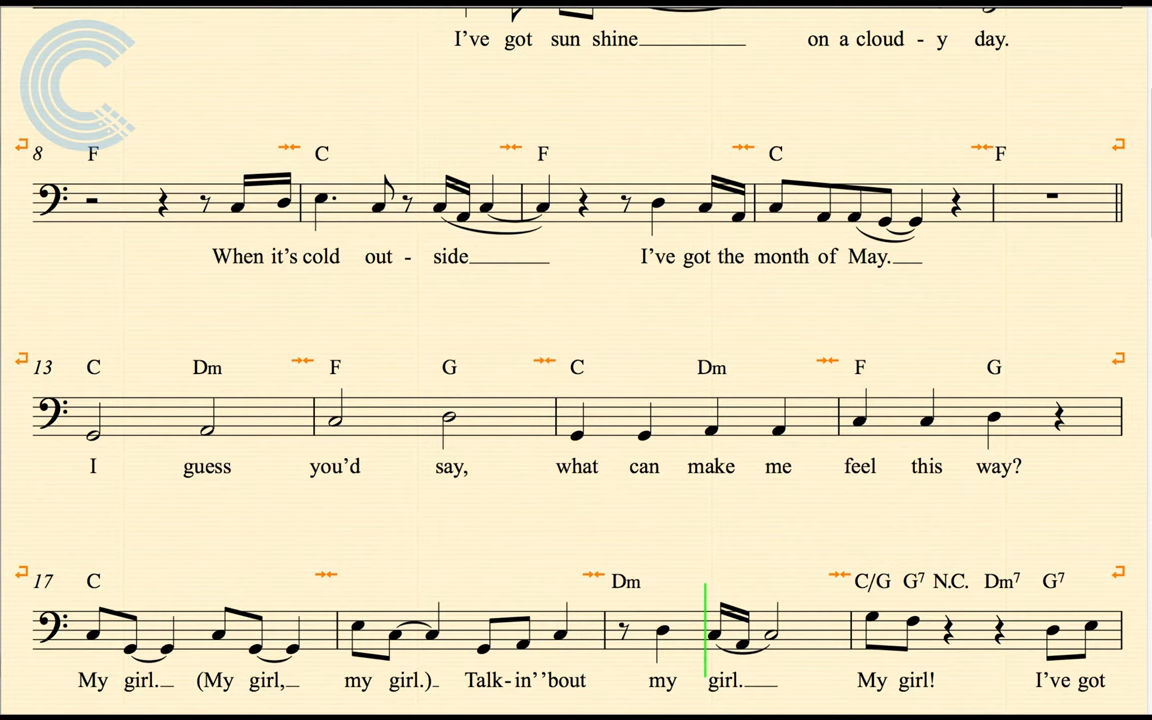 I've got sun shine on a cloud - y day.
8 F C F C F
When it's cold out - side I've got the month of May.
13 C Dm F G C Dm F G
I guess you'd say, what can make me feel this way?
17 C Dm C/G G7 N.C. Dm7 G7
My girl. (My girl, my girl.) Talk-in' 'bout my girl. My girl! I've got